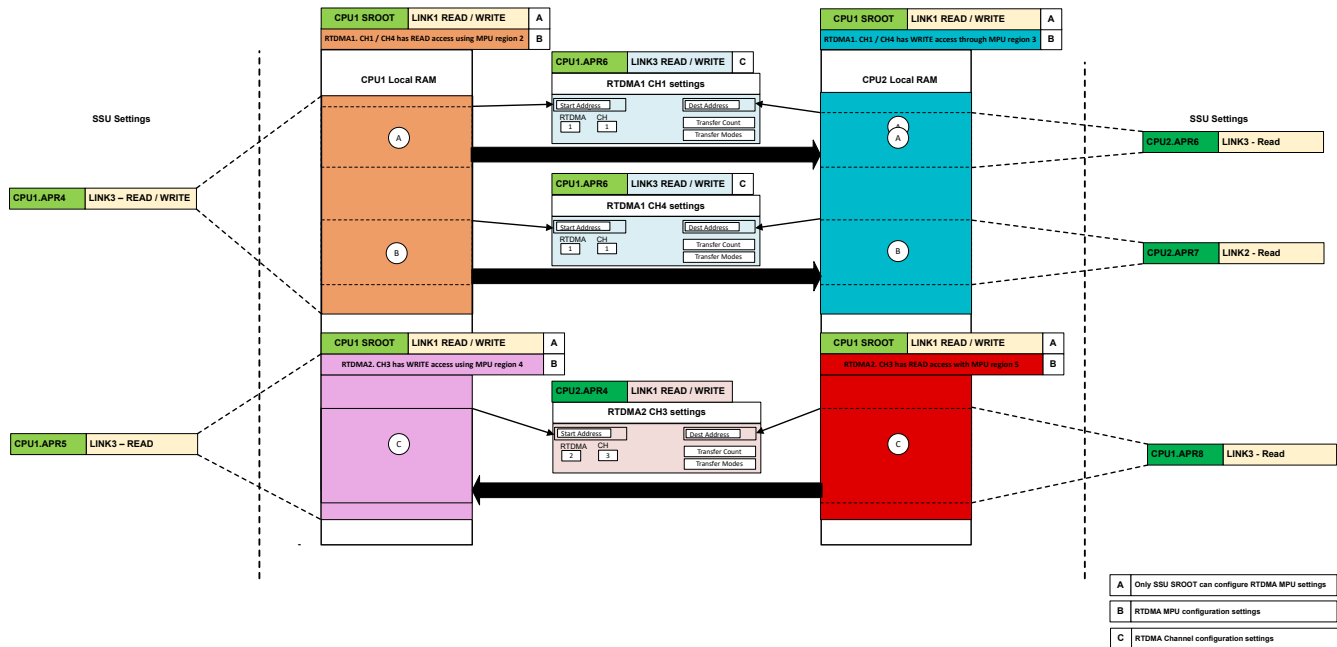 CPU1 SROOT LINK1 READ / WRITE A
RTDMA1. CH1 / CH4 has READ access using MPU region 2 B
CPU1 SROOT LINK1 READ / WRITE A
RTDMA1. CH1 / CH4 has WRITE access through MPU region 3 B
CPU1 Local RAM
CPU1.APR6 LINK3 READ / WRITE C
CPU2 Local RAM
RTDMA1 CH1 settings
Start Address Dest Address
SSU Settings
RTDMA CH
1 1
Transfer Count
Transfer Modes
A
A
A
SSU Settings
CPU2.APR6 LINK3 - Read
CPU1.APR6 LINK3 READ / WRITE C
CPU1.APR4 LINK3 – READ / WRITE
RTDMA1 CH4 settings
Start Address Dest Address
RTDMA CH
1 1
Transfer Count
Transfer Modes
B
B
CPU2.APR7 LINK2 - Read
CPU1 SROOT LINK1 READ / WRITE A
RTDMA2. CH3 has WRITE access using MPU region 4 B
CPU1 SROOT LINK1 READ / WRITE A
RTDMA2. CH3 has READ access with MPU region 5 B
CPU2.APR4 LINK1 READ / WRITE
RTDMA2 CH3 settings
Start Address Dest Address
RTDMA CH
2 3
Transfer Count
Transfer Modes
CPU1.APR5 LINK3 – READ
C
C
CPU1.APR8 LINK3 - Read
A Only SSU SROOT can configure RTDMA MPU settings
B RTDMA MPU configuration settings
C RTDMA Channel configuration settings